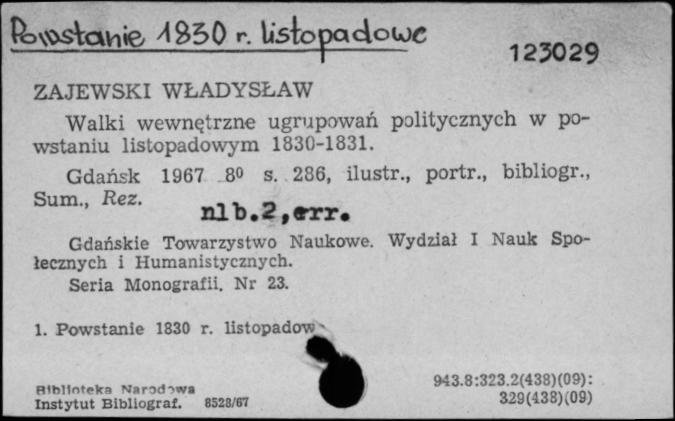 Powstanie 1830 r. listopadowe
123029
ZAJEWSKI WŁADYSŁAW
Walki wewnętrzne ugrupowań politycznych w po-
wstaniu listopadowym 1830-1831.
Gdańsk 1967 8⁰ s. 286, ilustr., portr., bibliogr.,
Sum., Rez.
nlb.2,err.
Gdańskie Towarzystwo Naukowe. Wydział I Nauk Spo-
łecznych i Humanistycznych.
Seria Monografii. Nr 23.
1. Powstanie 1830 r. listopadow
943.8:323.2(438)(09):
Biblioteka Narodowa
Instytut Bibliograf. 8528/67
329(438)(09)